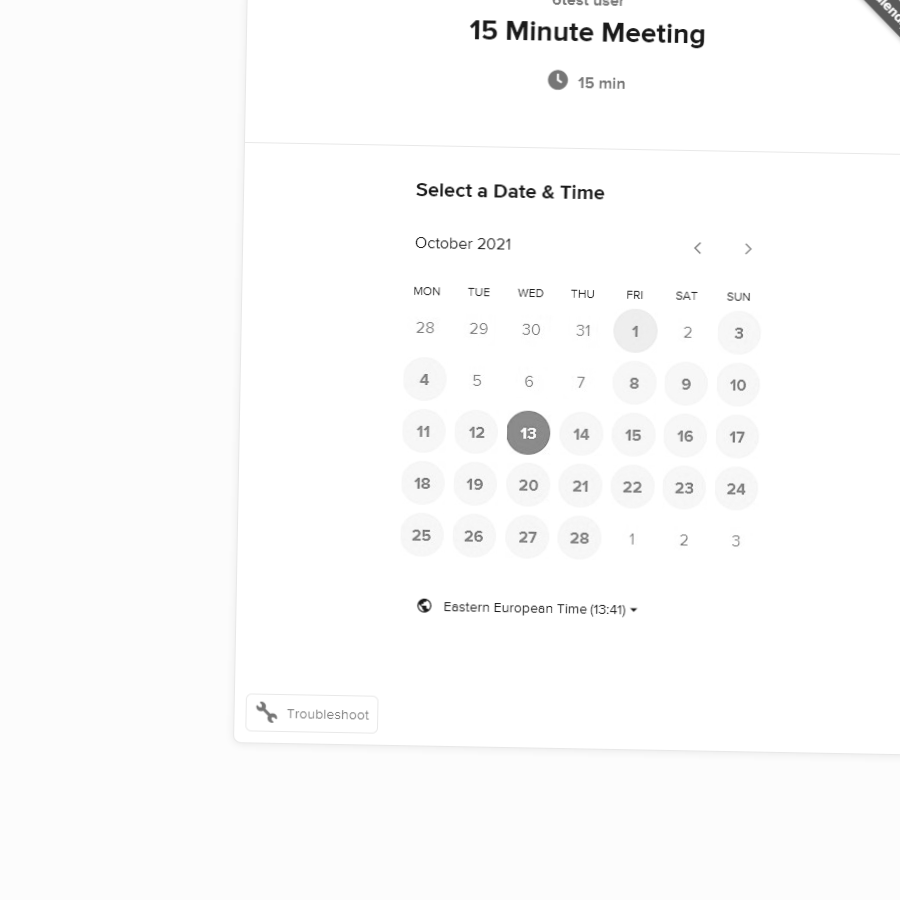 user
15 Minute Meeting
15 min
Select a Date & Time
October 2021
MON TUE WED THU FRI SAT SUN
28 29 30 31 1 2 3
4 5 6 7 8 9 10
11 12 13 14 15 16 17
18 19 20 21 22 23 24
25 26 27 28 1 2 3
Eastern European Time (13:41)
Troubleshoot